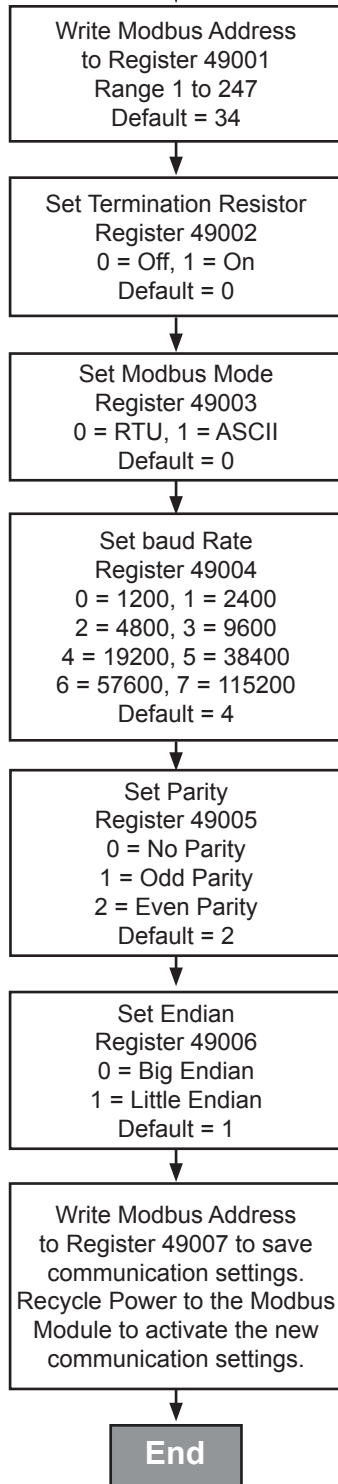 Write Modbus Address
to Register 49001
Range 1 to 247
Default = 34
Set Termination Resistor
Register 49002
0 = Off, 1 = On
Default = 0
Set Modbus Mode
Register 49003
0 = RTU, 1 = ASCII
Default = 0
Set baud Rate
Register 49004
0 = 1200, 1 = 2400
2 = 4800, 3 = 9600
4 = 19200, 5 = 38400
6 = 57600, 7 = 115200
Default = 4
Set Parity
Register 49005
0 = No Parity
1 = Odd Parity
2 = Even Parity
Default = 2
Set Endian
Register 49006
0 = Big Endian
1 = Little Endian
Default = 1
Write Modbus Address
to Register 49007 to save
communication settings.
Recycle Power to the Modbus
Module to activate the new
communication settings.
End